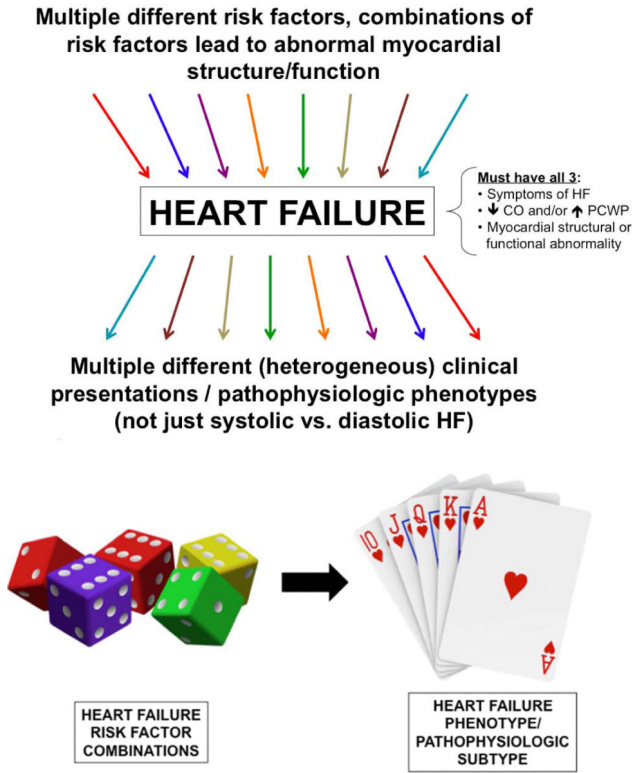 Multiple different risk factors, combinations of
risk factors lead to abnormal myocardial
structure/function
HEART FAILURE
Must have all 3:
• Symptoms of HF
• 🡇 CO and/or 🡅 PCWP
• Myocardial structural or
functional abnormality
Multiple different (heterogeneous) clinical
presentations / pathophysiologic phenotypes
(not just systolic vs. diastolic HF)
10
J
Q
K
A
A
HEART FAILURE
RISK FACTOR
COMBINATIONS
HEART FAILURE
PHENOTYPE/
PATHOPHYSIOLOGIC
SUBTYPE